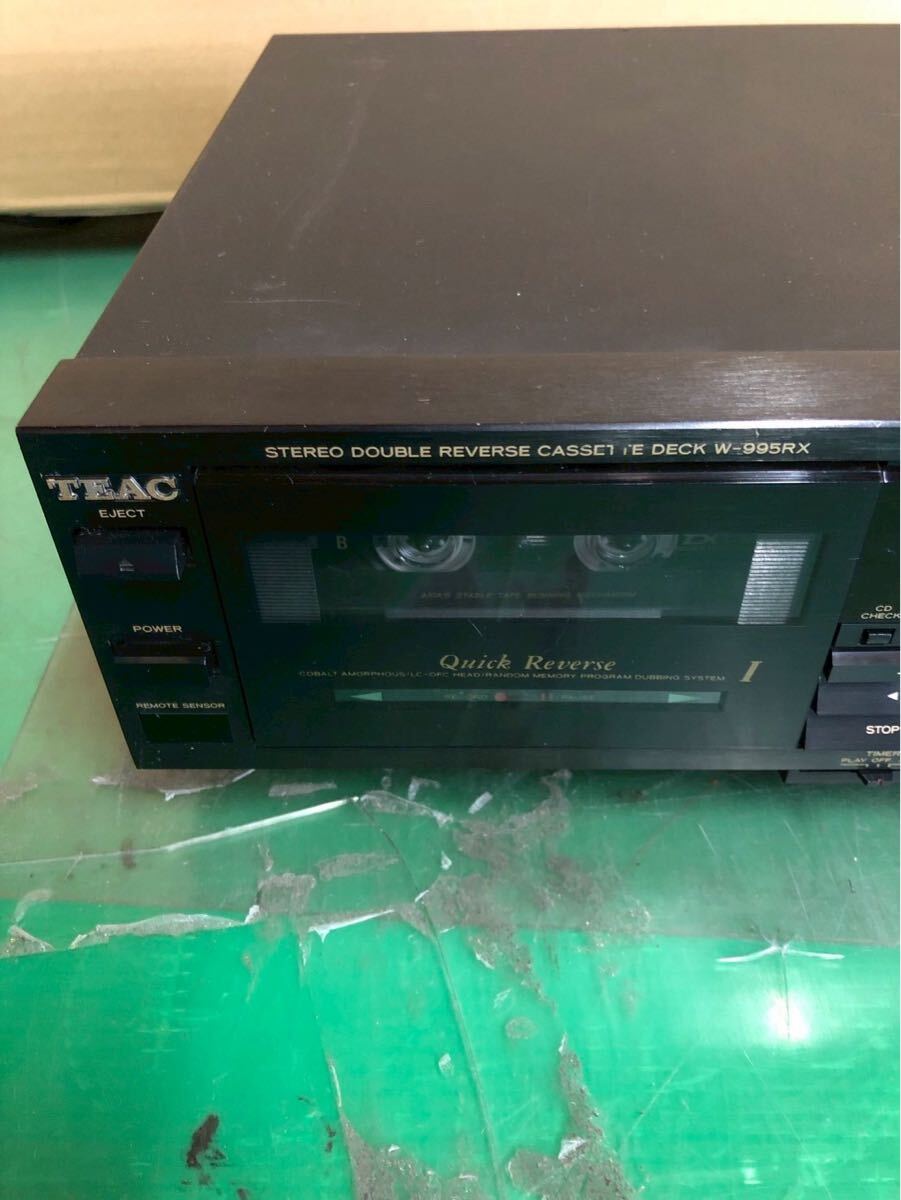 STEREO DOUBLE REVERSE CASSETTE DECK W-995RX
TEAC
EJECT
B
POWER
REMOTE SENSOR
Quick Reverse
COBALT AMORPHOUS/LC-OFC HEAD/RANDOM MEMORY PROGRAM DUBBING SYSTEM
I
CD
CHECK
STOP
TIMER
PLAY OFF